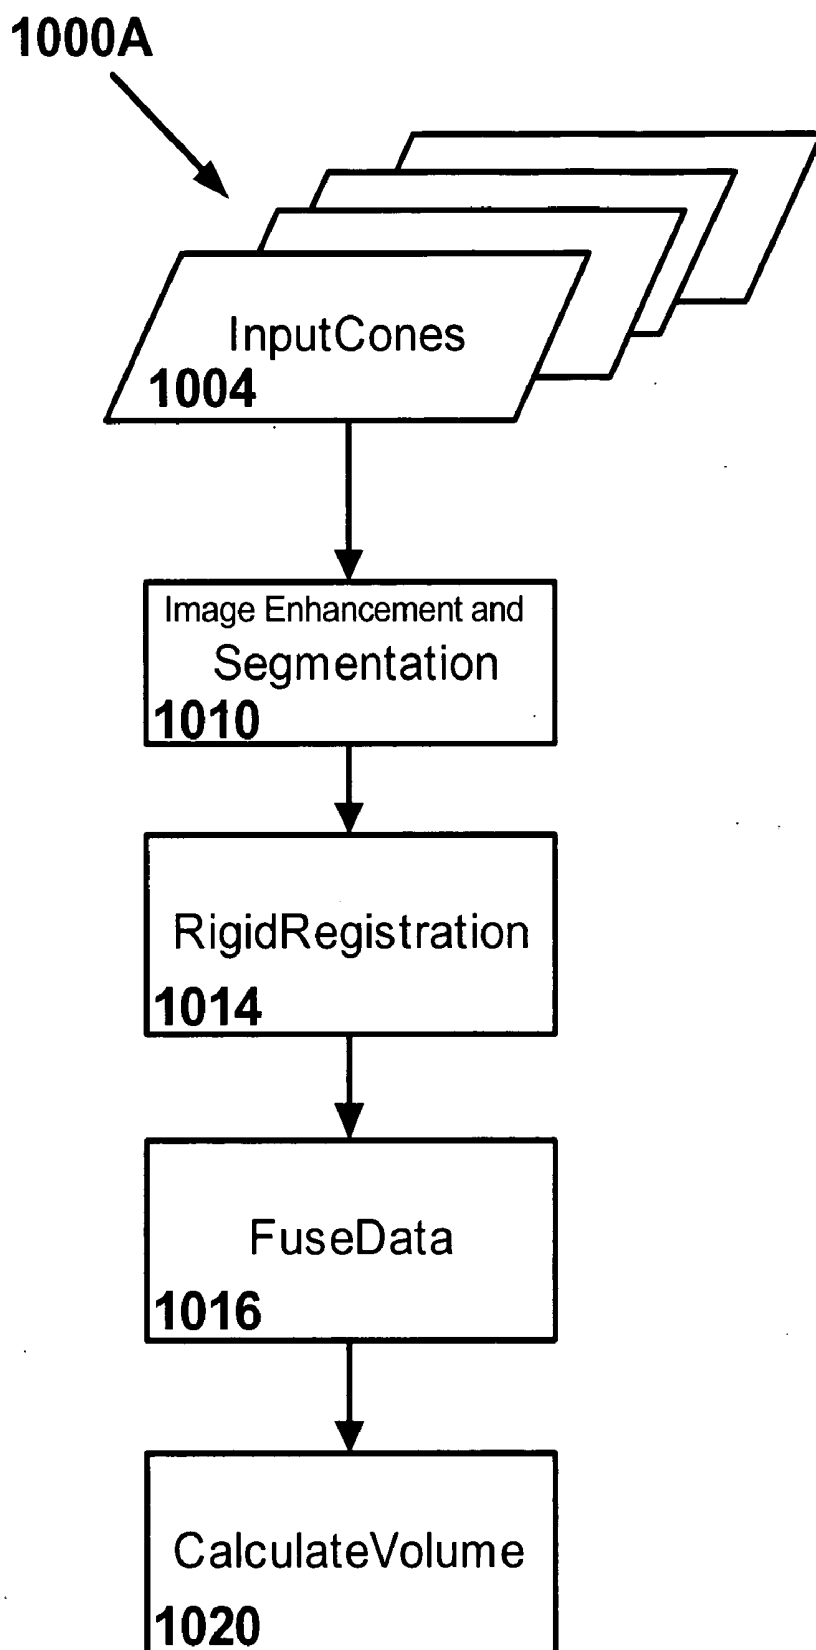 1000A
InputCones
1004
Image Enhancement and
Segmentation
1010
RigidRegistration
1014
FuseData
1016
CalculateVolume
1020